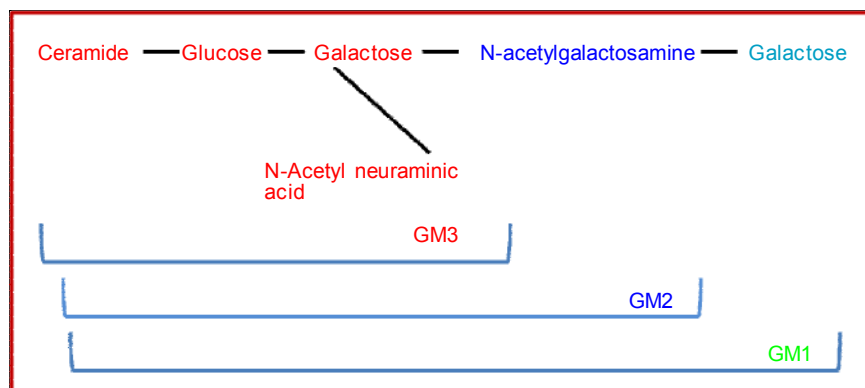 Ceramide Glucose Galactose N-acetylgalactosamine Galactose
N-Acetyl neuraminic
acid
GM3
GM2
GM1